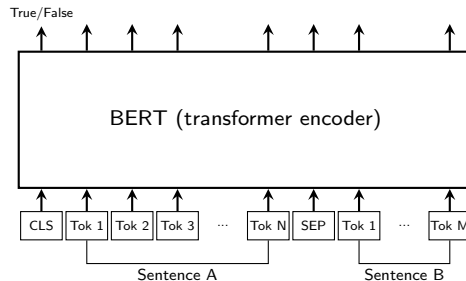 True/False
BERT (transformer encoder)
CLS Tok 1 Tok 2 Tok 3 ... Tok N SEP Tok 1 ... Tok M
Sentence A Sentence B